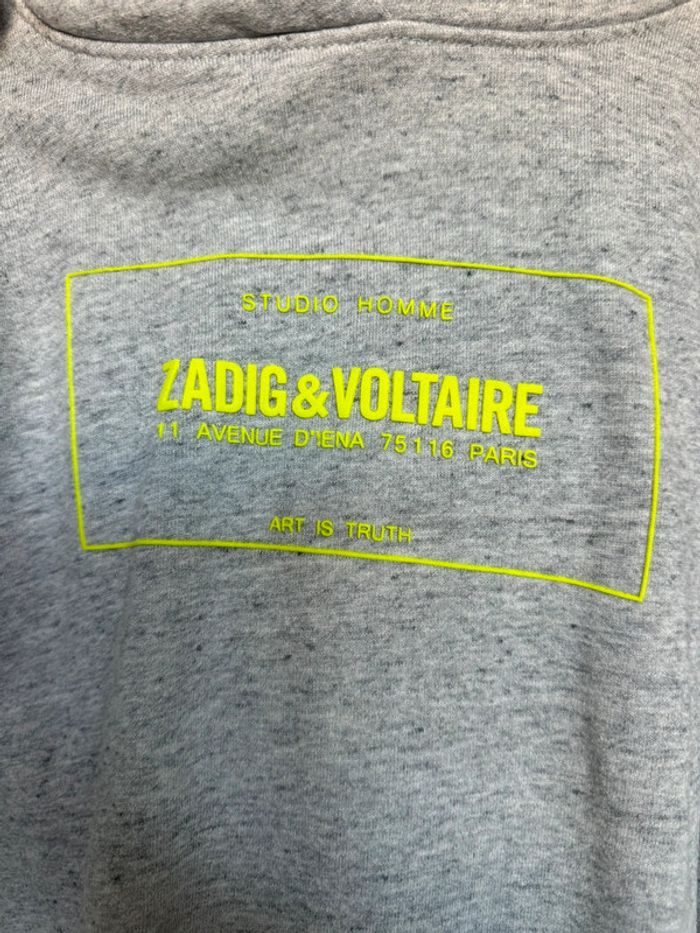 STUDIO HOMME
ZADIG&VOLTAIRE
11 AVENUE D'IENA 75116 PARIS
ART IS TRUTH